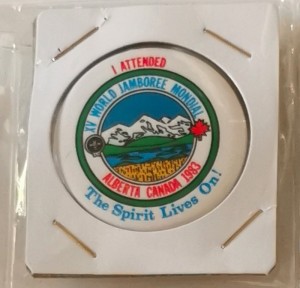 I ATTENDED
XV WORLD JAMBOREE MONDIAL
ALBERTA CANADA 1983
The Spirit Lives On!